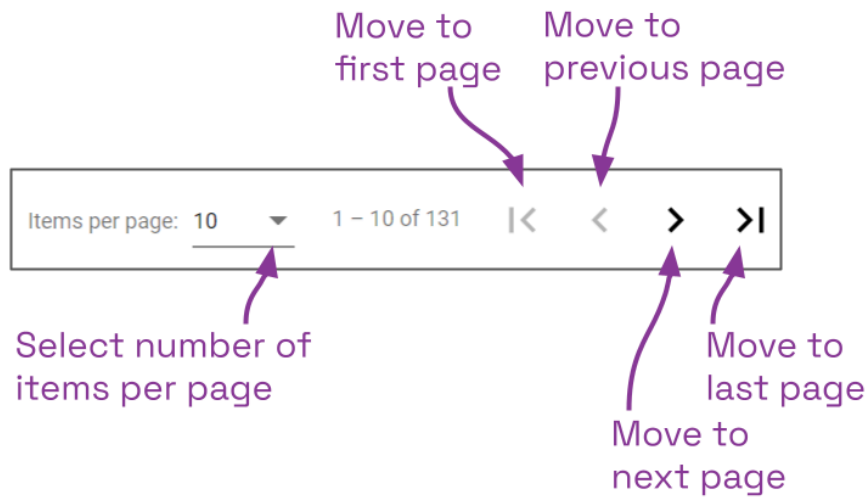 Move to
first page
Move to
previous page
Items per page: 10 1 – 10 of 131
Select number of
items per page
Move to
last page
Move to
next page